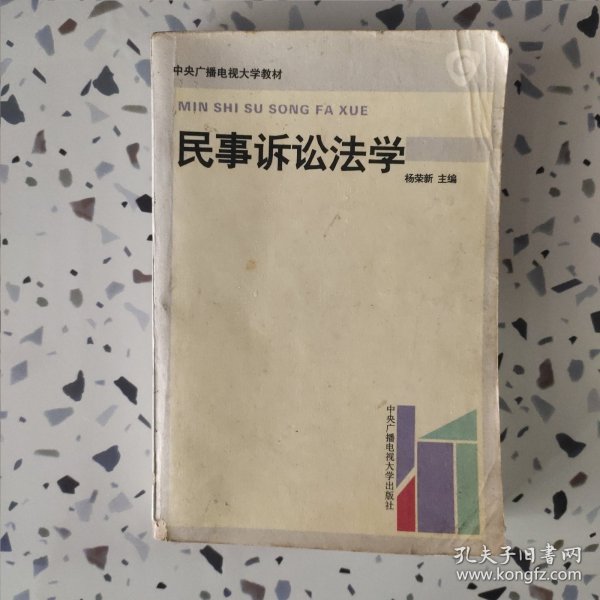 中央广播电视大学教材
MIN SHI SU SONG FA XUE
民事诉讼法学
杨荣新 主编
中央广播电视大学出版社
孔夫子旧书网
www.kongfz.com